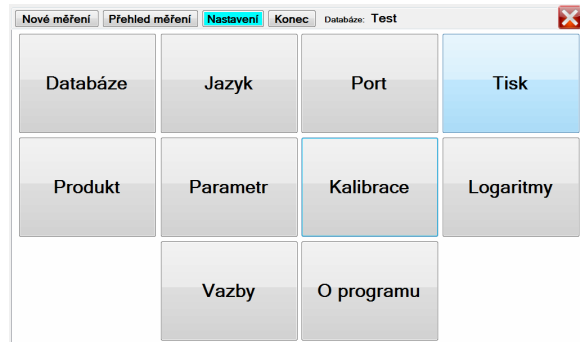 Nové měření Přehled měření Nastavení Konec Databáze: Test
Databáze Jazyk Port Tisk
Produkt Parametr Kalibrace Logaritmy
Vazby O programu